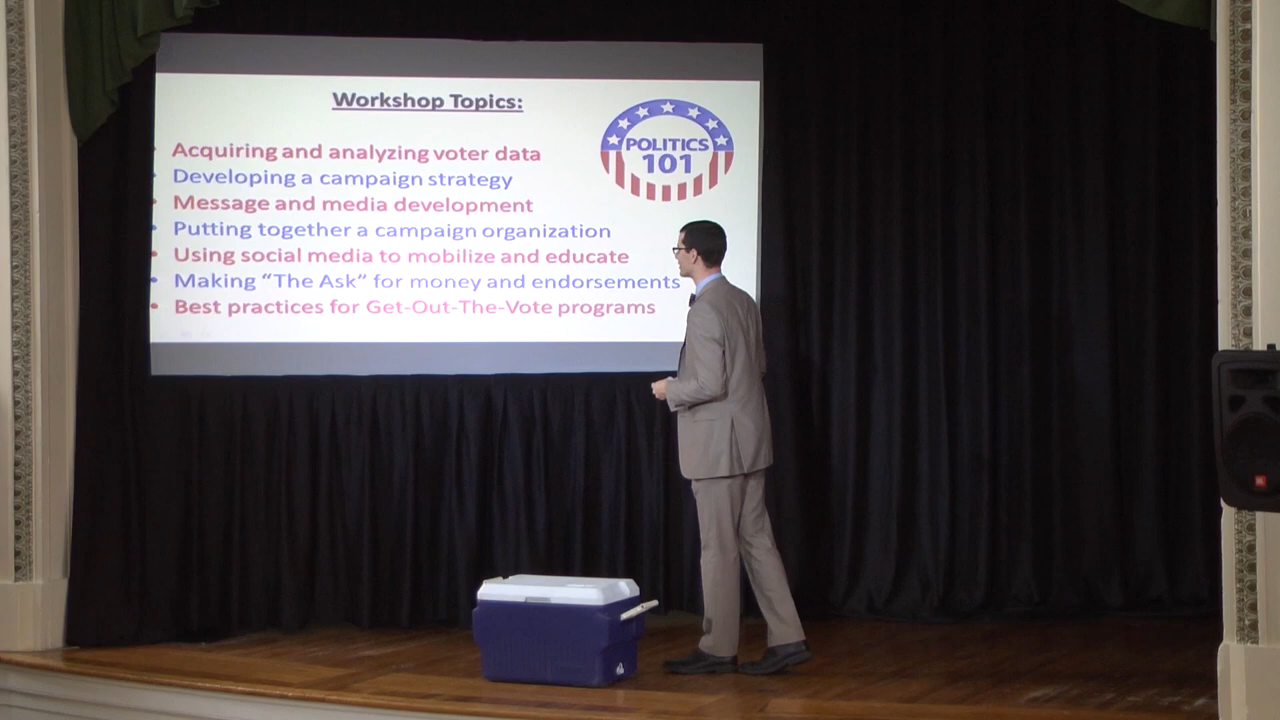 Workshop Topics:
POLITICS
101
• Acquiring and analyzing voter data
• Developing a campaign strategy
• Message and media development
• Putting together a campaign organization
• Using social media to mobilize and educate
• Making “The Ask” for money and endorsements
• Best practices for Get-Out-The-Vote programs
JBL